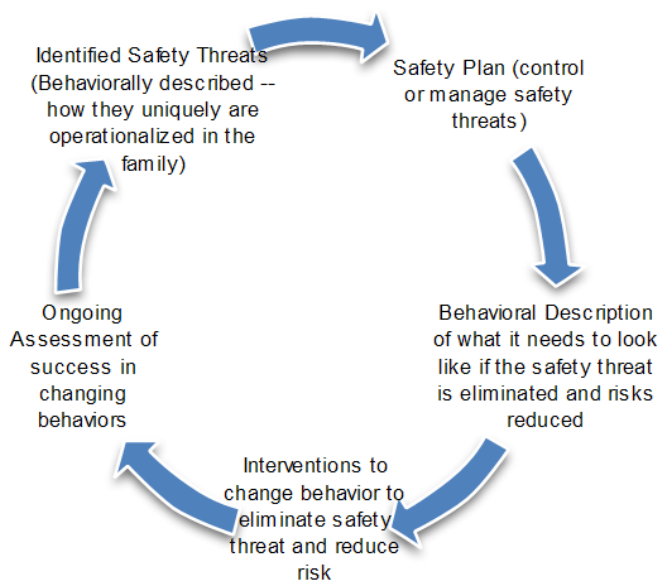 Identified Safety Threats
(Behaviorally described --
how they uniquely are
operationalized in the
family)
Safety Plan (control
or manage safety
threats)
Behavioral Description
of what it needs to look
like if the safety threat
is eliminated and risks
reduced
Interventions to
change behavior to
eliminate safety
threat and reduce
risk
Ongoing
Assessment of
success in
changing
behaviors